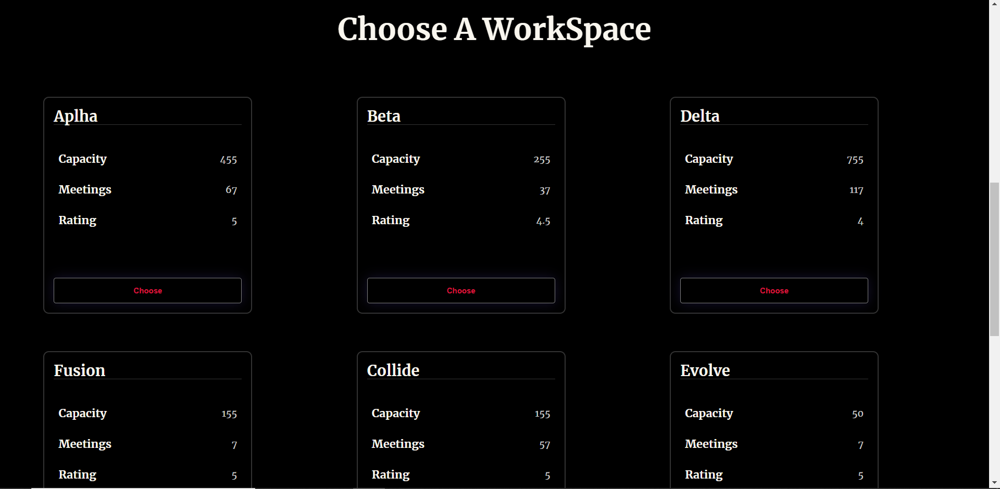 Choose A WorkSpace
Aplha
Capacity 455
Meetings 67
Rating 5
Choose
Beta
Capacity 255
Meetings 37
Rating 4.5
Choose
Delta
Capacity 755
Meetings 117
Rating 4
Choose
Fusion
Capacity 155
Meetings 7
Rating 5
Collide
Capacity 155
Meetings 57
Rating 5
Evolve
Capacity 50
Meetings 7
Rating 5